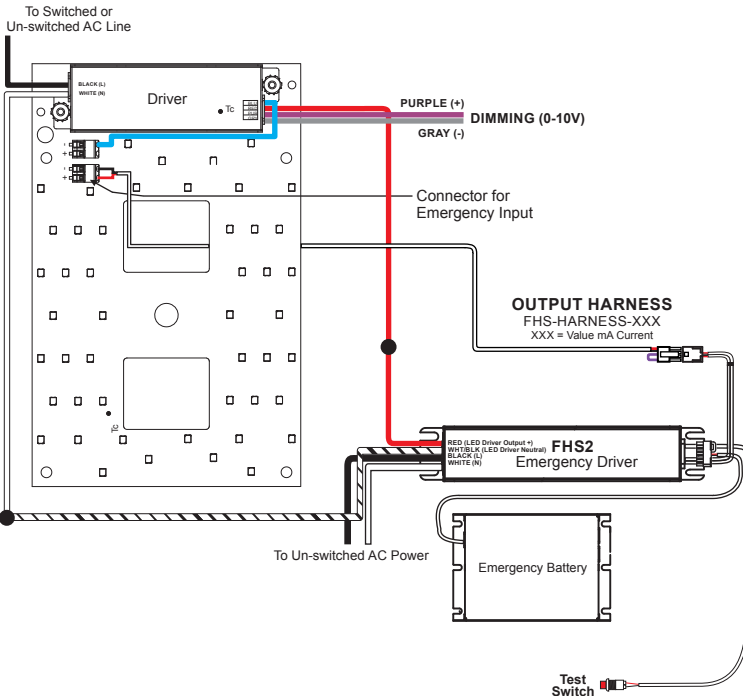 To Switched or
Un-switched AC Line
BLACK (L)
WHITE (N)
Driver
Tc
PURPLE (+)
DIMMING (0-10V)
GRAY (-)
-
+
-
+
Connector for
Emergency Input
OUTPUT HARNESS
FHS-HARNESS-XXX
XXX = Value mA Current
Tc
RED (LED Driver Output +)
WHT/BLK (LED Driver Neutral)
BLACK (L)
WHITE (N)
FHS2
Emergency Driver
To Un-switched AC Power
Emergency Battery
Test
Switch